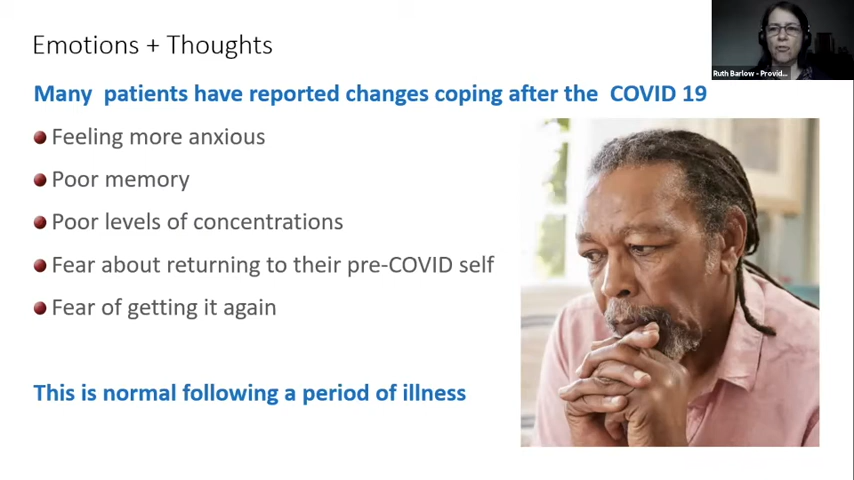 Emotions + Thoughts
Many patients have reported changes coping after the COVID 19
Feeling more anxious
Poor memory
Poor levels of concentrations
Fear about returning to their pre-COVID self
Fear of getting it again
This is normal following a period of illness
Ruth Barlow - Provid...